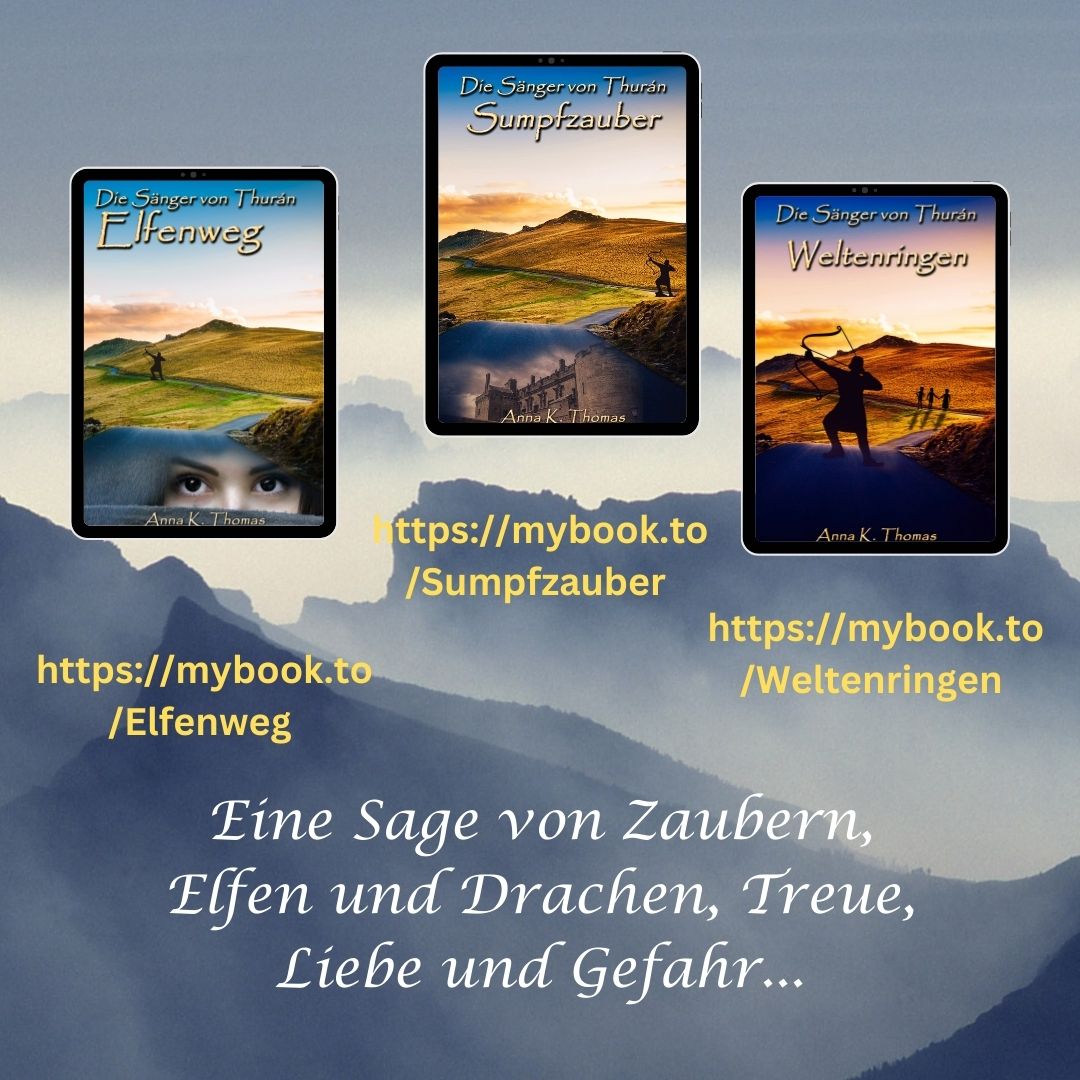 Die Sänger von Thurán
Elfenweg
Anna K. Thomas
https://mybook.to
/Elfenweg
Die Sänger von Thurán
Sumpfzauber
Anna K. Thomas
https://mybook.to
/Sumpfzauber
Die Sänger von Thurán
Weltenringen
Anna K. Thomas
https://mybook.to
/Weltenringen
Eine Sage von Zaubern,
Elfen und Drachen, Treue,
Liebe und Gefahr...